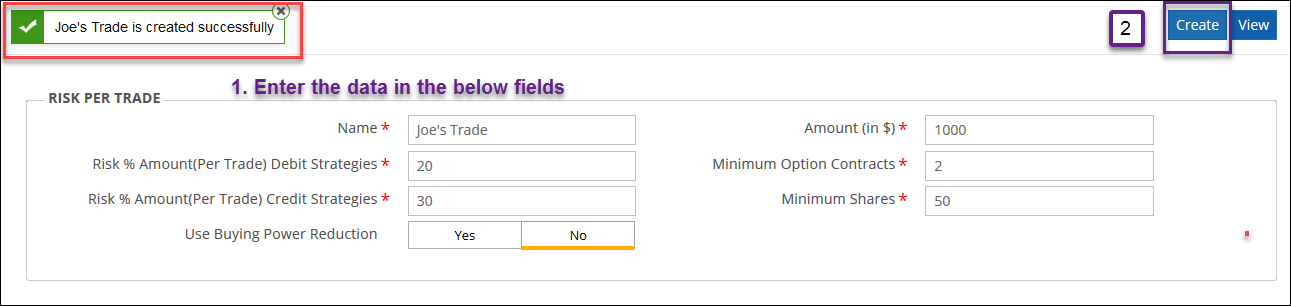 Joe's Trade is created successfully
2
Create
View
1. Enter the data in the below fields
RISK PER TRADE
Name *
Joe's Trade
Amount (in $) *
1000
Risk % Amount(Per Trade) Debit Strategies *
20
Minimum Option Contracts *
2
Risk % Amount(Per Trade) Credit Strategies *
30
Minimum Shares *
50
Use Buying Power Reduction
Yes
No